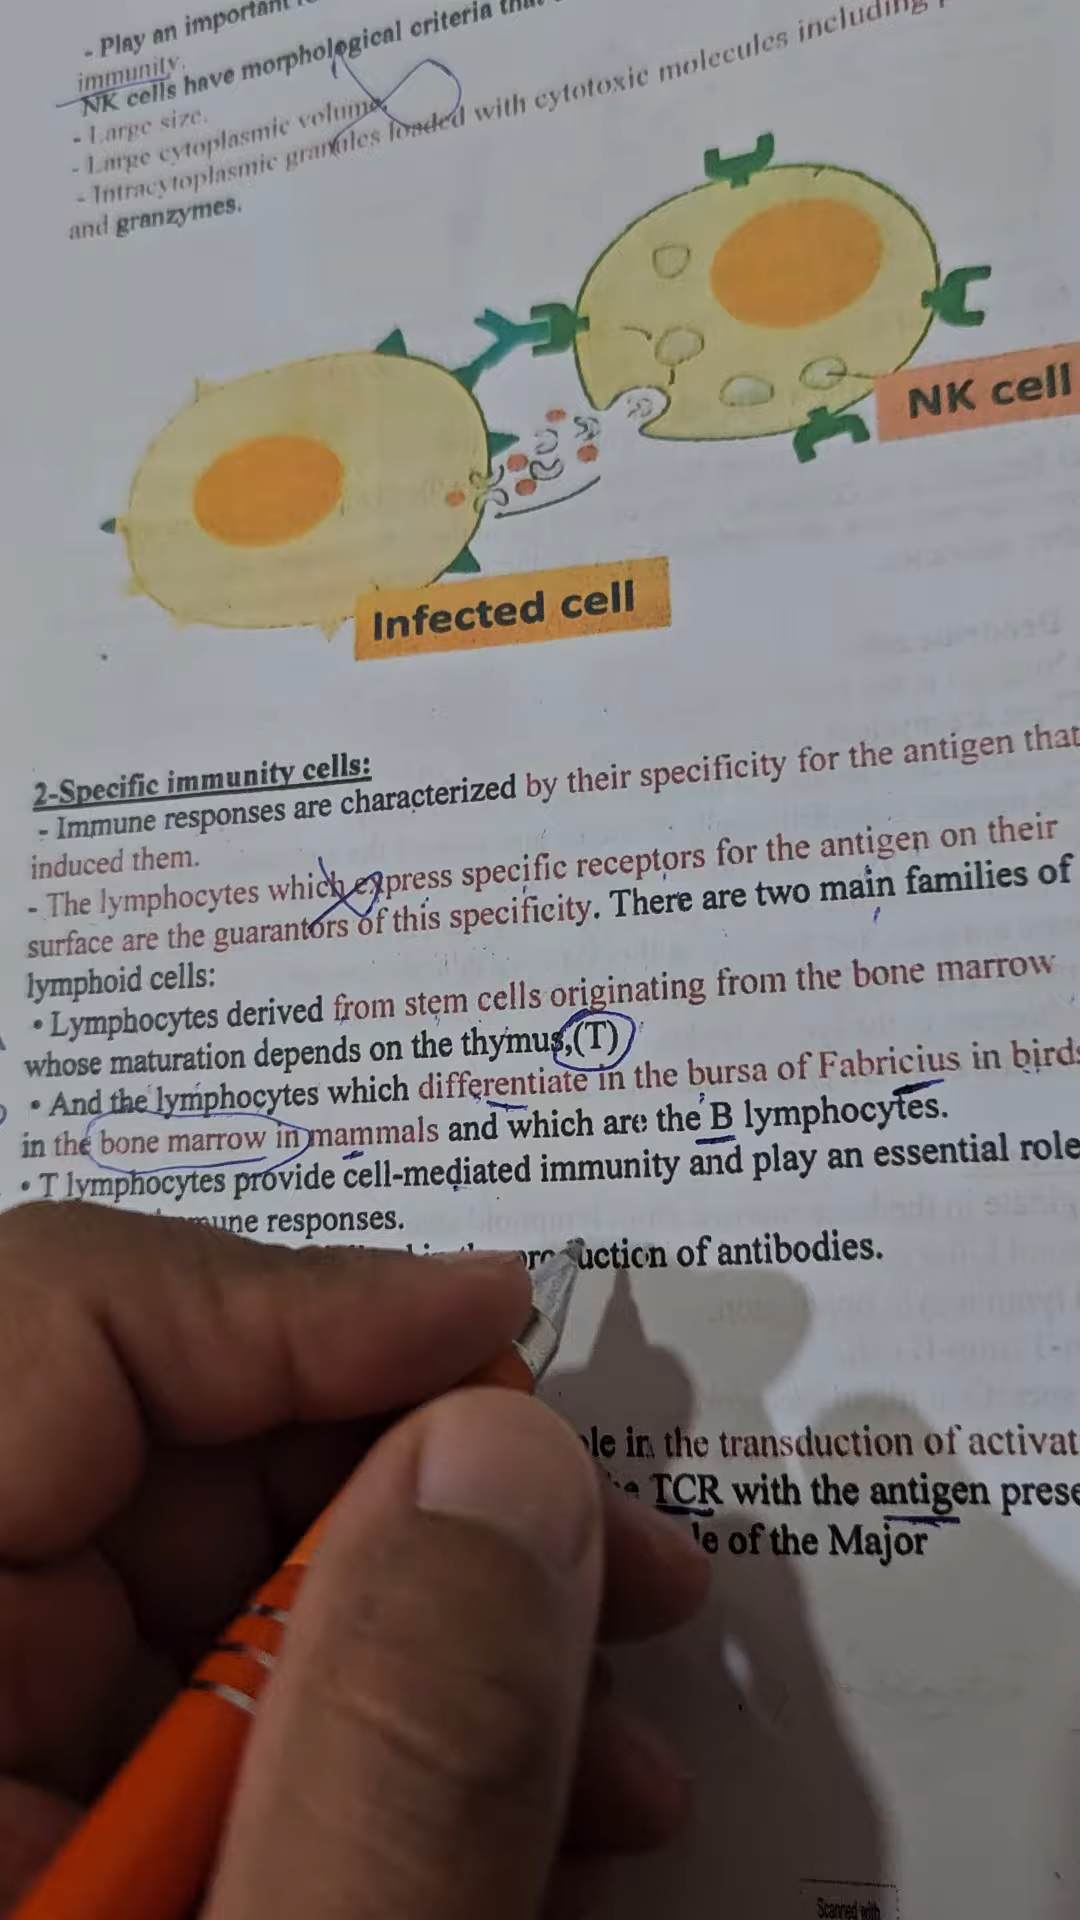 - Play an important
immunity.
NK cells have morphological criteria
- Large size.
- Large cytoplasmic volume.
- Intracytoplasmic granules loaded with cytotoxic molecules including
and granzymes.
NK cell
Infected cell
2-Specific immunity cells:
- Immune responses are characterized by their specificity for the antigen that
induced them.
- The lymphocytes which express specific receptors for the antigen on their
surface are the guarantors of this specificity. There are two main families of
lymphoid cells:
• Lymphocytes derived from stem cells originating from the bone marrow
whose maturation depends on the thymus,(T)
• And the lymphocytes which differentiate in the bursa of Fabricius in birds
in the bone marrow in mammals and which are the B lymphocytes.
• T lymphocytes provide cell-mediated immunity and play an essential role
responses.
production of antibodies.
in the transduction of
TCR with the antigen
of the Major
Scanned with